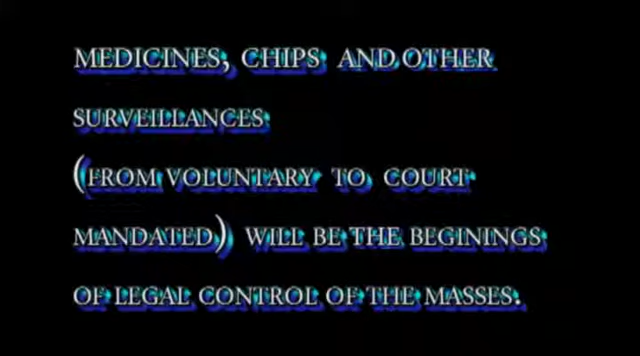 MEDICINES, CHIPS AND OTHER
SURVEILLANCES
(FROM VOLUNTARY TO COURT
MANDATED) WILL BE THE BEGININGS
OF LEGAL CONTROL OF THE MASSES.